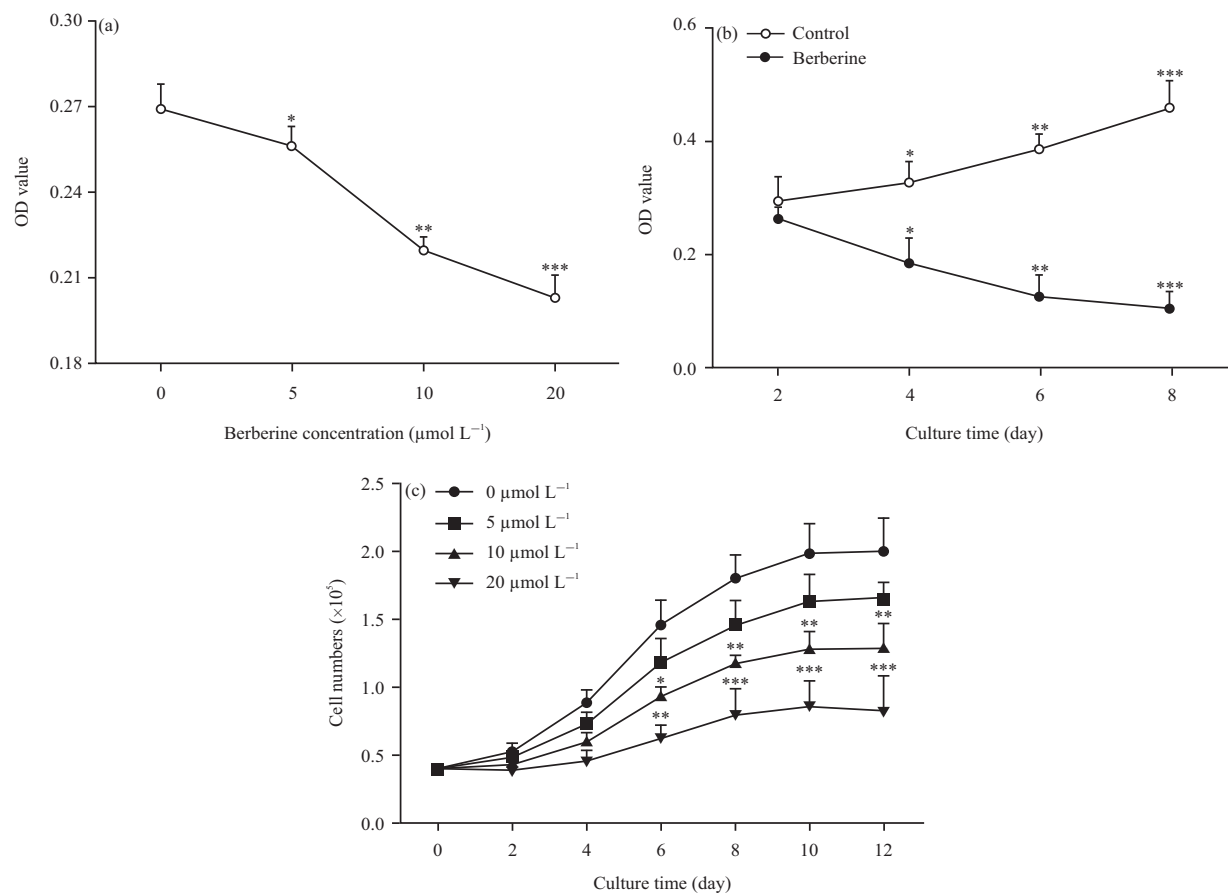 (a)
0.30
0.27
0.24
0.21
0.18
OD value
*
**
***
0 5 10 20
Berberine concentration (µmol L⁻¹)
(b)
Control
Berberine
0.6
0.4
0.2
0.0
OD value
* ** ***
* ** ***
2 4 6 8
Culture time (day)
(c)
0 µmol L⁻¹
5 µmol L⁻¹
10 µmol L⁻¹
20 µmol L⁻¹
2.5
2.0
1.5
1.0
0.5
0.0
Cell numbers (×10⁵)
* ** ** **
** *** *** ***
0 2 4 6 8 10 12
Culture time (day)